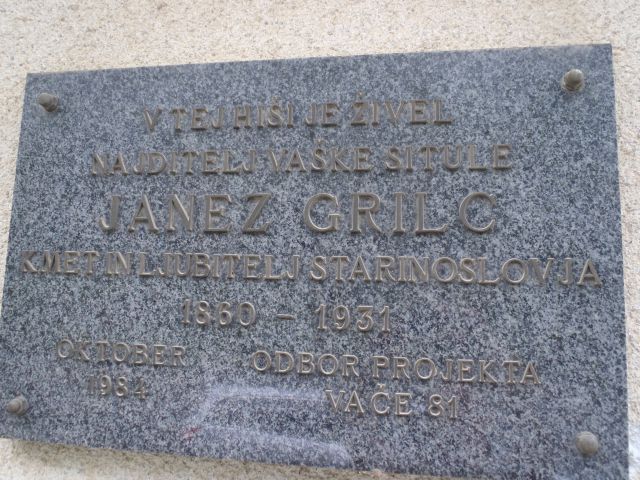 V TEJ HIŠI JE ŽIVEL
NAJDITELJ VAŠKE SITULE
JANEZ GRILC
KMET IN LJUBITELJ STARINOSLOVJA
1860 - 1931
OKTOBER 1984
ODBOR PROJEKTA
VAČE 81